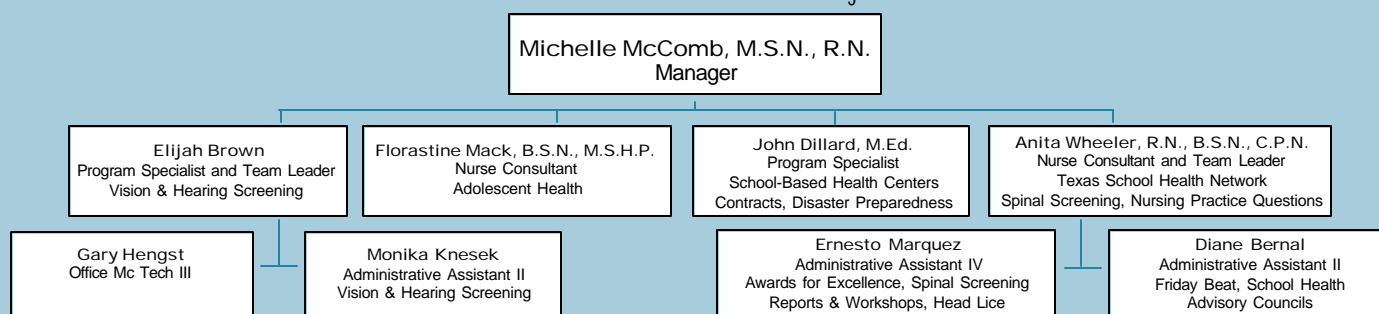 Michelle McComb, M.S.N., R.N.
Manager
Elijah Brown
Program Specialist and Team Leader
Vision & Hearing Screening
Florastine Mack, B.S.N., M.S.H.P.
Nurse Consultant
Adolescent Health
John Dillard, M.Ed.
Program Specialist
School-Based Health Centers
Contracts, Disaster Preparedness
Anita Wheeler, R.N., B.S.N., C.P.N.
Nurse Consultant and Team Leader
Texas School Health Network
Spinal Screening, Nursing Practice Questions
Gary Hengst
Office Mc Tech III
Monika Knesek
Administrative Assistant II
Vision & Hearing Screening
Ernesto Marquez
Administrative Assistant IV
Awards for Excellence, Spinal Screening
Reports & Workshops, Head Lice
Diane Bernal
Administrative Assistant II
Friday Beat, School Health
Advisory Councils